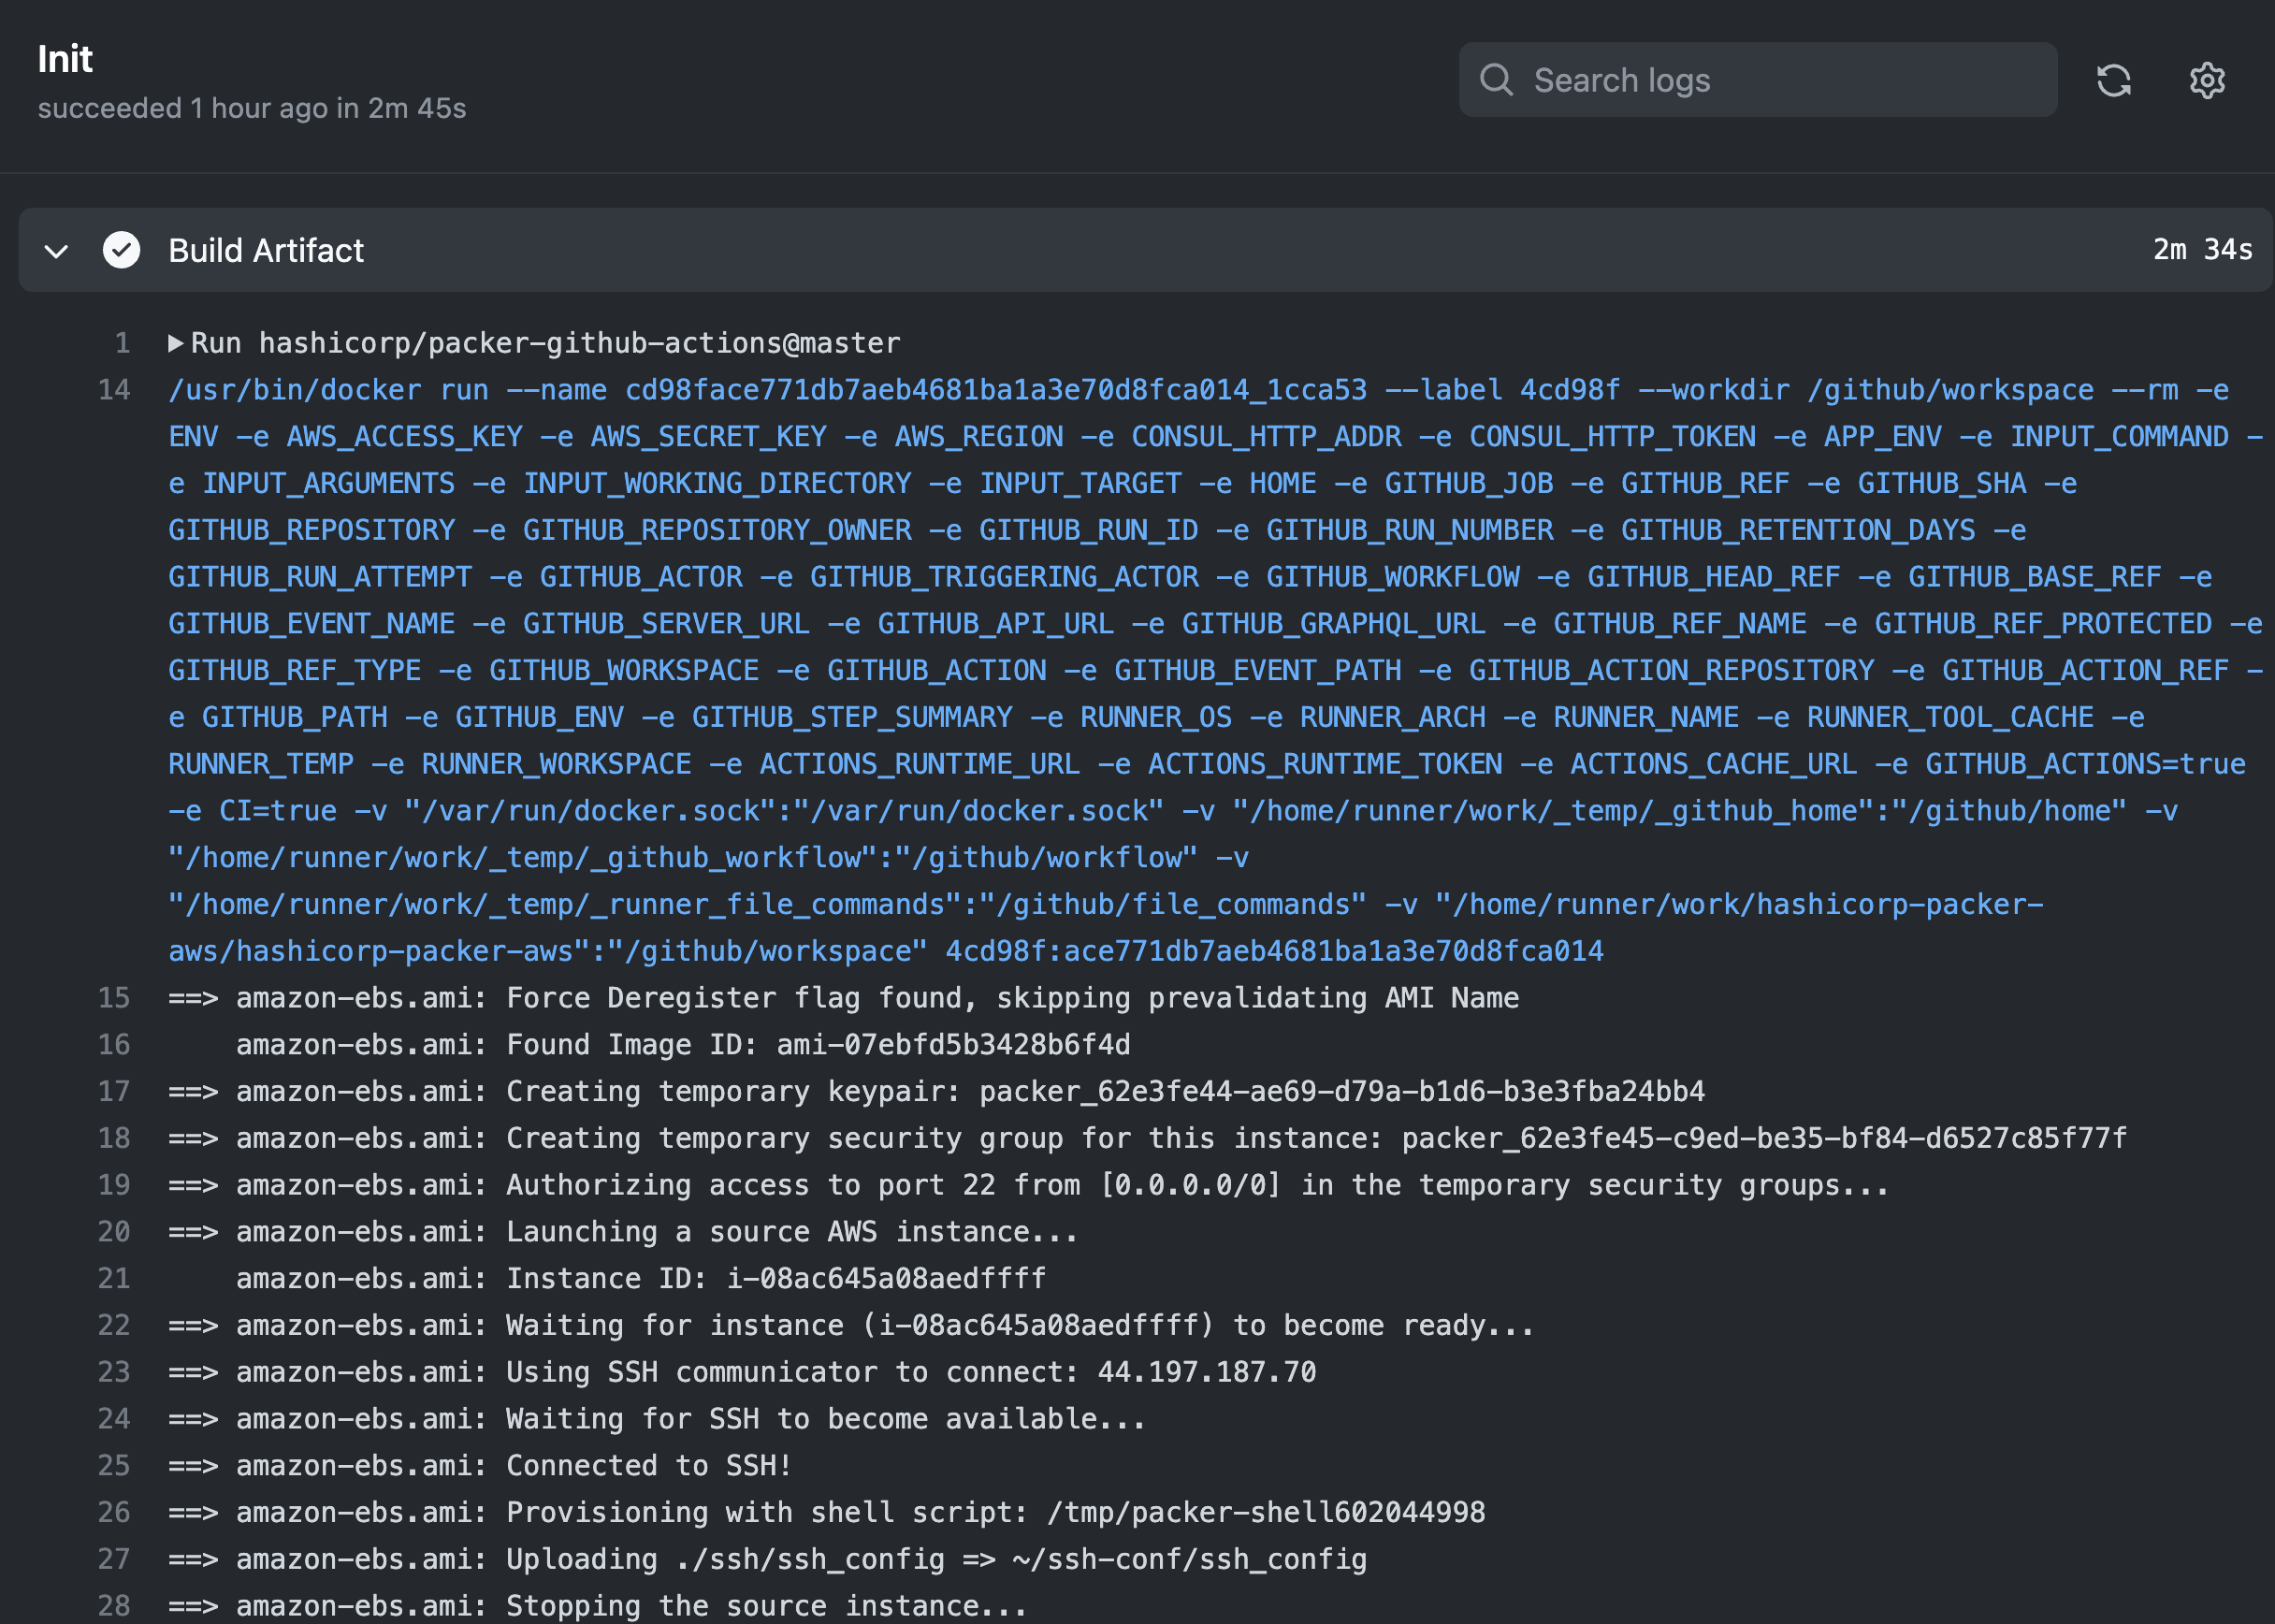 Init
succeeded 1 hour ago in 2m 45s
Search logs
Build Artifact
2m 34s
1 Run hashicorp/packer-github-actions@master
14 /usr/bin/docker run --name cd98face771db7aeb4681ba1a3e70d8fca014_1cca53 --label 4cd98f --workdir /github/workspace --rm -e
ENV -e AWS_ACCESS_KEY -e AWS_SECRET_KEY -e AWS_REGION -e CONSUL_HTTP_ADDR -e CONSUL_HTTP_TOKEN -e APP_ENV -e INPUT_COMMAND -
e INPUT_ARGUMENTS -e INPUT_WORKING_DIRECTORY -e INPUT_TARGET -e HOME -e GITHUB_JOB -e GITHUB_REF -e GITHUB_SHA -e
GITHUB_REPOSITORY -e GITHUB_REPOSITORY_OWNER -e GITHUB_RUN_ID -e GITHUB_RUN_NUMBER -e GITHUB_RETENTION_DAYS -e
GITHUB_RUN_ATTEMPT -e GITHUB_ACTOR -e GITHUB_TRIGGERING_ACTOR -e GITHUB_WORKFLOW -e GITHUB_HEAD_REF -e GITHUB_BASE_REF -e
GITHUB_EVENT_NAME -e GITHUB_SERVER_URL -e GITHUB_API_URL -e GITHUB_GRAPHQL_URL -e GITHUB_REF_NAME -e GITHUB_REF_PROTECTED -e
GITHUB_REF_TYPE -e GITHUB_WORKSPACE -e GITHUB_ACTION -e GITHUB_EVENT_PATH -e GITHUB_ACTION_REPOSITORY -e GITHUB_ACTION_REF -
e GITHUB_PATH -e GITHUB_ENV -e GITHUB_STEP_SUMMARY -e RUNNER_OS -e RUNNER_ARCH -e RUNNER_NAME -e RUNNER_TOOL_CACHE -e
RUNNER_TEMP -e RUNNER_WORKSPACE -e ACTIONS_RUNTIME_URL -e ACTIONS_RUNTIME_TOKEN -e ACTIONS_CACHE_URL -e GITHUB_ACTIONS=true
-e CI=true -v "/var/run/docker.sock":"/var/run/docker.sock" -v "/home/runner/work/_temp/_github_home":"/github/home" -v
"/home/runner/work/_temp/_github_workflow":"/github/workflow" -v
"/home/runner/work/_temp/_runner_file_commands":"/github/file_commands" -v "/home/runner/work/hashicorp-packer-
aws/hashicorp-packer-aws":"/github/workspace" 4cd98f:ace771db7aeb4681ba1a3e70d8fca014
15 ==> amazon-ebs.ami: Force Deregister flag found, skipping prevalidating AMI Name
16 amazon-ebs.ami: Found Image ID: ami-07ebfd5b3428b6f4d
17 ==> amazon-ebs.ami: Creating temporary keypair: packer_62e3fe44-ae69-d79a-b1d6-b3e3fba24bb4
18 ==> amazon-ebs.ami: Creating temporary security group for this instance: packer_62e3fe45-c9ed-be35-bf84-d6527c85f77f
19 ==> amazon-ebs.ami: Authorizing access to port 22 from [0.0.0.0/0] in the temporary security groups...
20 ==> amazon-ebs.ami: Launching a source AWS instance...
21 amazon-ebs.ami: Instance ID: i-08ac645a08aedffff
22 ==> amazon-ebs.ami: Waiting for instance (i-08ac645a08aedffff) to become ready...
23 ==> amazon-ebs.ami: Using SSH communicator to connect: 44.197.187.70
24 ==> amazon-ebs.ami: Waiting for SSH to become available...
25 ==> amazon-ebs.ami: Connected to SSH!
26 ==> amazon-ebs.ami: Provisioning with shell script: /tmp/packer-shell602044998
27 ==> amazon-ebs.ami: Uploading ./ssh/ssh_config => ~/ssh-conf/ssh_config
28 ==> amazon-ebs.ami: Stopping the source instance...